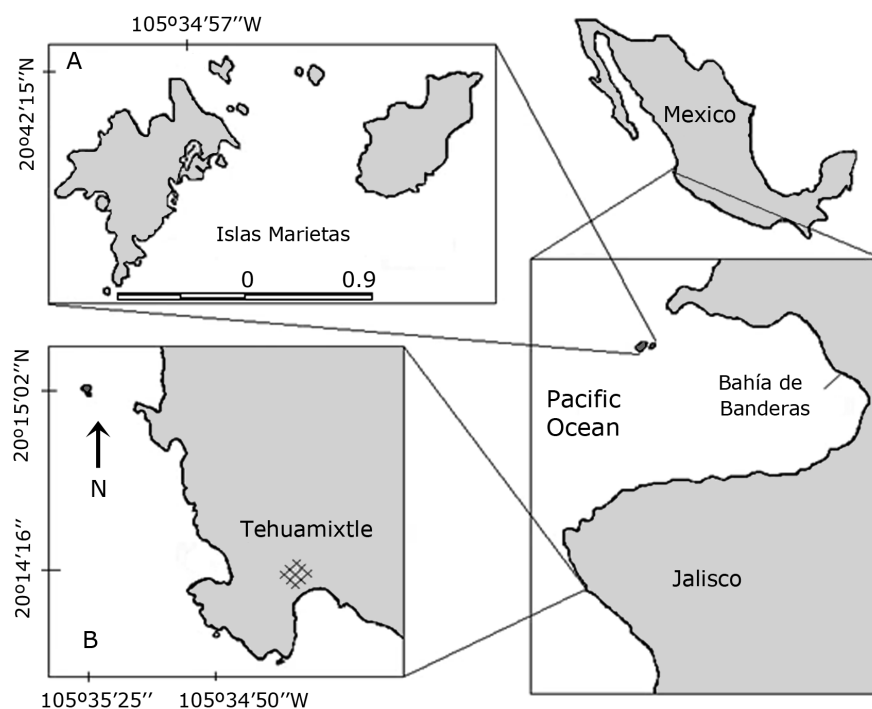 105º34’57’’W
A
20º42’15’’N
Islas Marietas
0 0.9
Mexico
Pacific
Ocean
Bahía de
Banderas
Jalisco
20º15’02’’N
N
Tehuamixtle
20º14’16’’
B
105º35’25’’ 105º34’50’’W